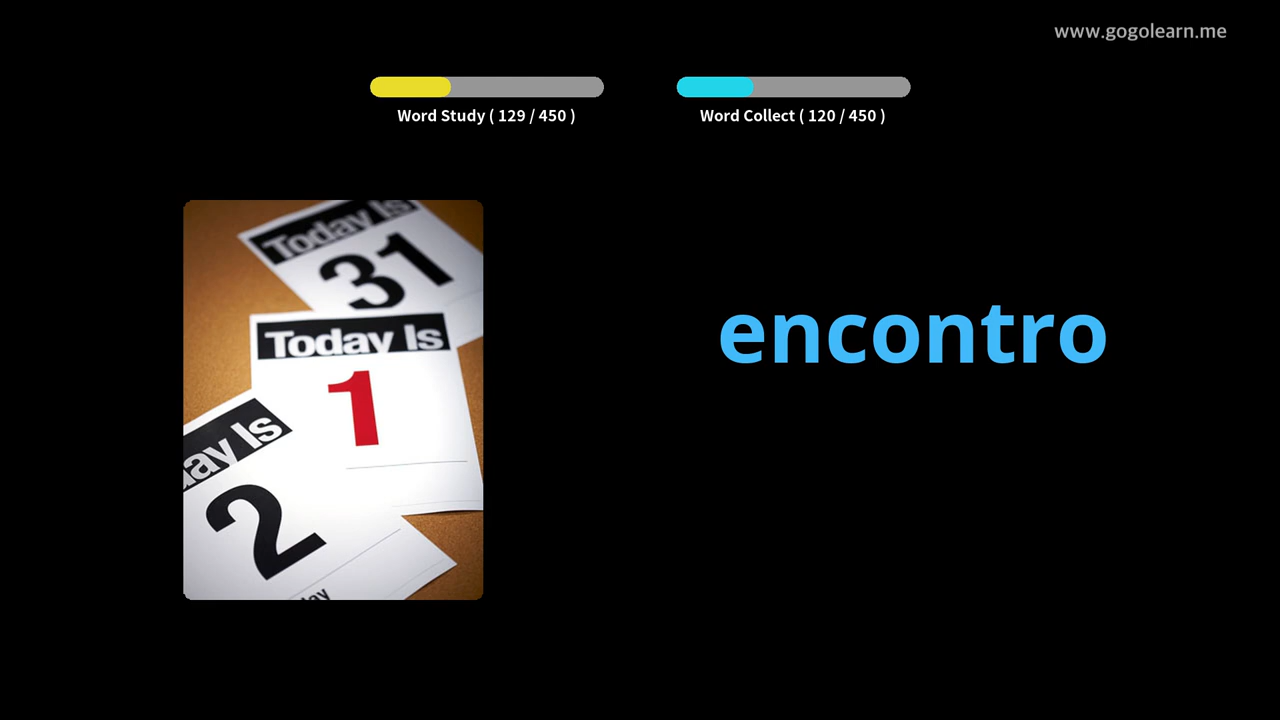 www.gogolearn.me
Word Study ( 129 / 450 )
Word Collect ( 120 / 450 )
Today Is
31
Today Is
1
ay Is
2
encontro